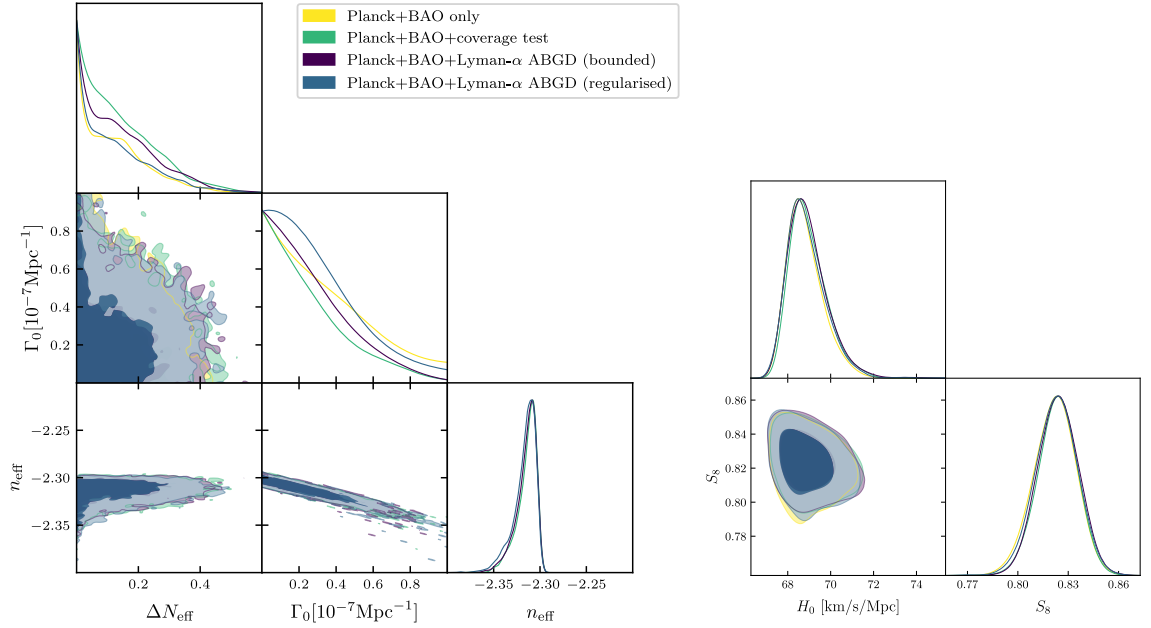 Planck+BAO only
Planck+BAO+coverage test
Planck+BAO+Lyman-α ABGD (bounded)
Planck+BAO+Lyman-α ABGD (regularised)
0.8
0.6
0.4
0.2
Γ₀[10⁻⁷Mpc⁻¹]
−2.25
−2.30
−2.35
n_eff
0.2 0.4
ΔN_eff
0.2 0.4 0.6 0.8
Γ₀[10⁻⁷Mpc⁻¹]
−2.35 −2.30 −2.25
n_eff
0.86
0.84
0.82
0.80
0.78
S₈
68 70 72 74
H₀ [km/s/Mpc]
0.77 0.80 0.83 0.86
S₈